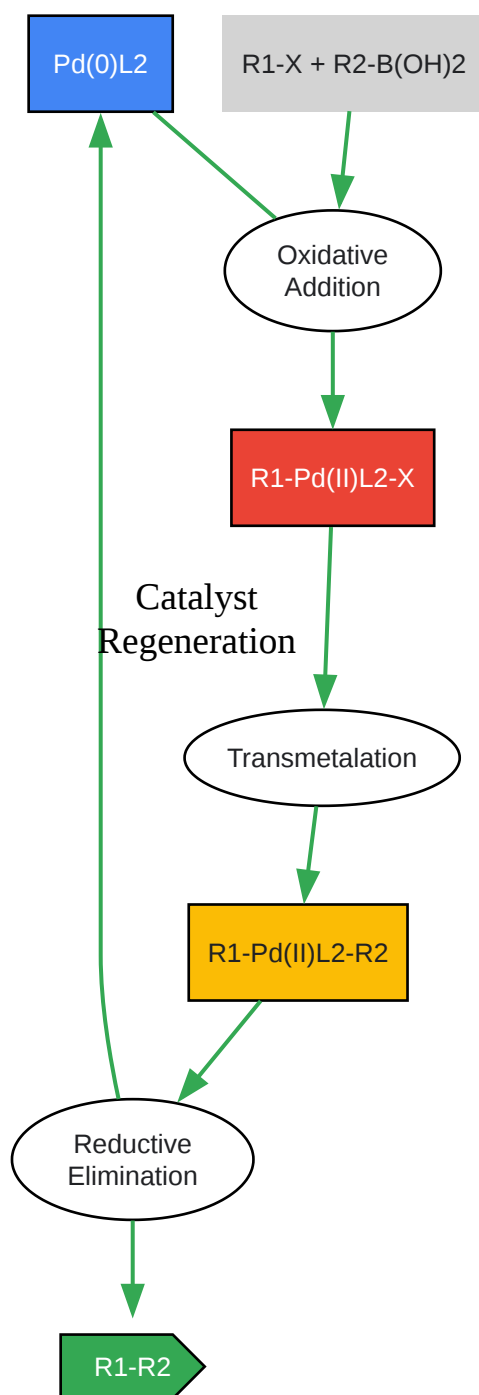 Pd(0)L2
R1-X + R2-B(OH)2
Oxidative
Addition
R1-Pd(II)L2-X
Catalyst
Regeneration
Transmetalation
R1-Pd(II)L2-R2
Reductive
Elimination
R1-R2